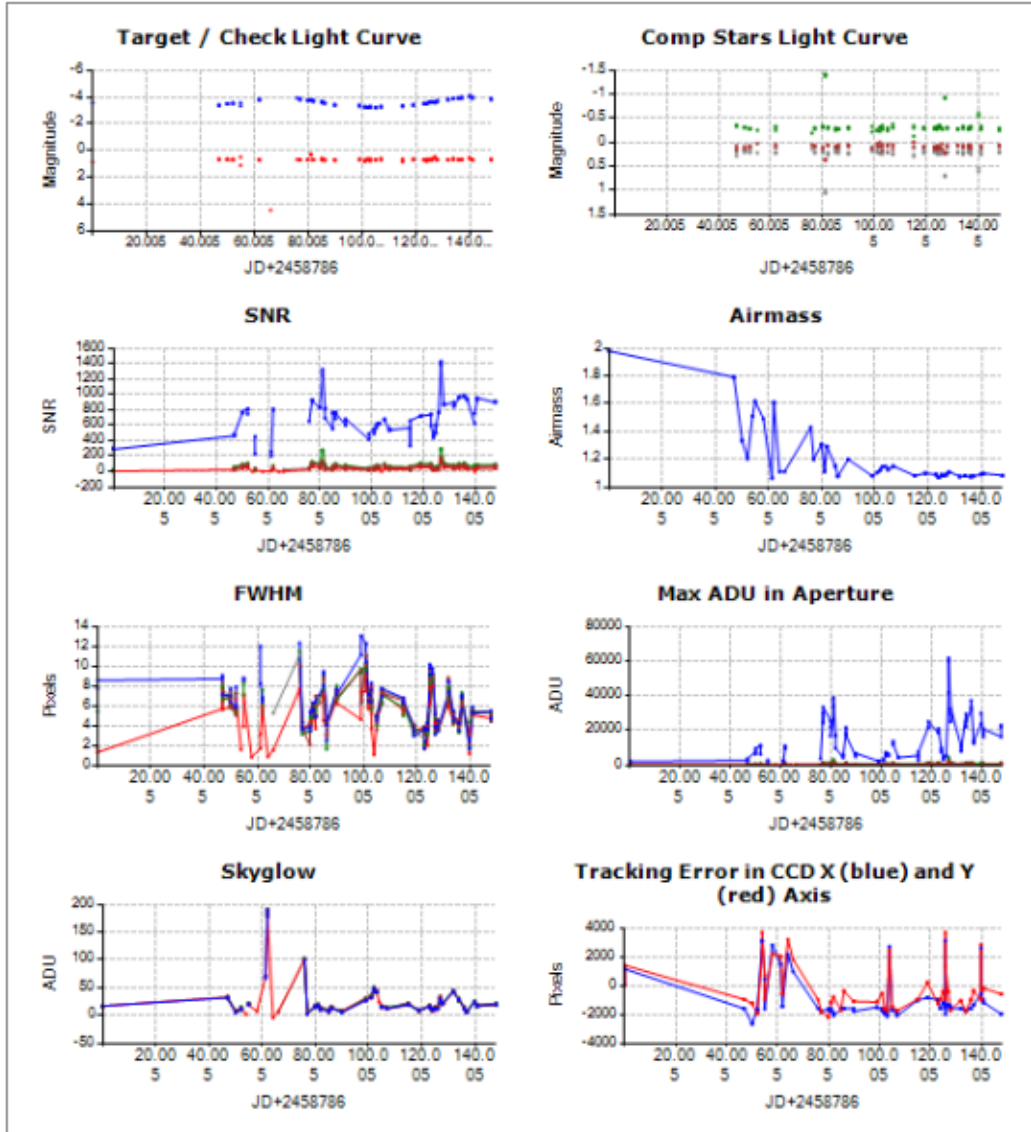 Target / Check Light Curve
-6
-4
-2
0
2
4
6
Magnitude
20.005 40.005 60.005 80.005 100.0... 120.0... 140.0...
JD+2458786
Comp Stars Light Curve
-1.5
-1
-0.5
0
0.5
1
1.5
Magnitude
20.005 40.005 60.005 80.005 100.0 120.0 140.0
5 5 5
JD+2458786
SNR
1600
1400
1200
1000
800
600
400
200
0
-200
SNR
20.00 40.00 60.00 80.00 100.0 120.0 140.0
5 5 5 5 05 05 05
JD+2458786
Airmass
2
1.8
1.6
1.4
1.2
1
Airmass
20.00 40.00 60.00 80.00 100.0 120.0 140.0
5 5 5 5 05 05 05
JD+2458786
FWHM
14
12
10
8
6
4
2
0
Pixels
20.00 40.00 60.00 80.00 100.0 120.0 140.0
5 5 5 5 05 05 05
JD+2458786
Max ADU in Aperture
80000
60000
40000
20000
0
ADU
20.00 40.00 60.00 80.00 100.0 120.0 140.0
5 5 5 5 05 05 05
JD+2458786
Skyglow
200
150
100
50
0
-50
ADU
20.00 40.00 60.00 80.00 100.0 120.0 140.0
5 5 5 5 05 05 05
JD+2458786
Tracking Error in CCD X (blue) and Y
(red) Axis
4000
2000
0
-2000
-4000
Pixels
20.00 40.00 60.00 80.00 100.0 120.0 140.0
5 5 5 5 05 05 05
JD+2458786